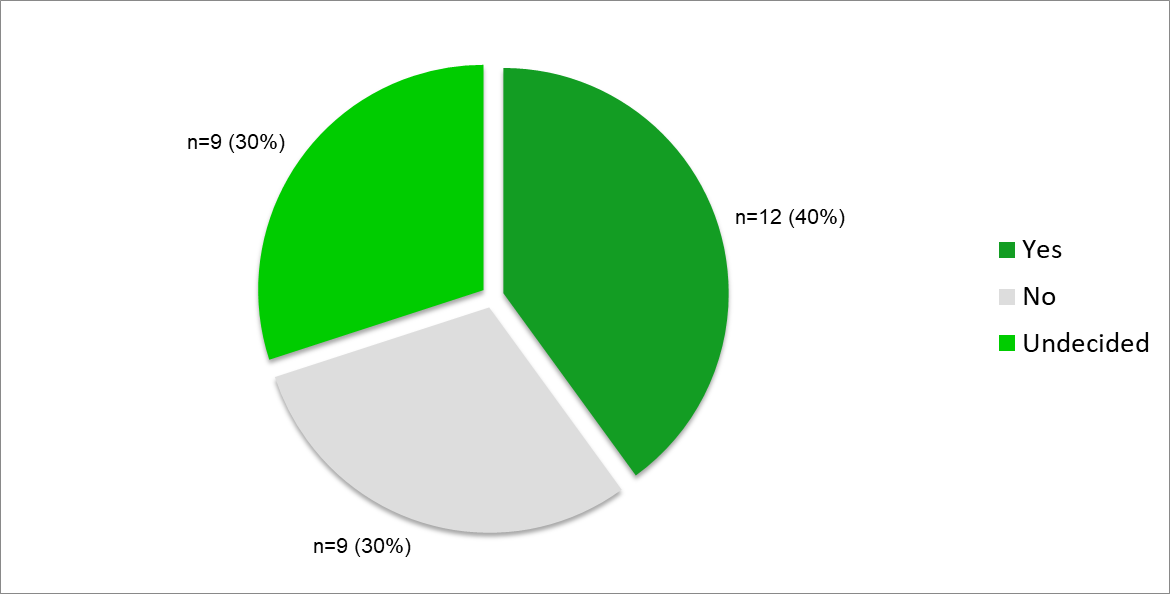 n=9 (30%)
n=12 (40%)
n=9 (30%)
Yes
No
Undecided